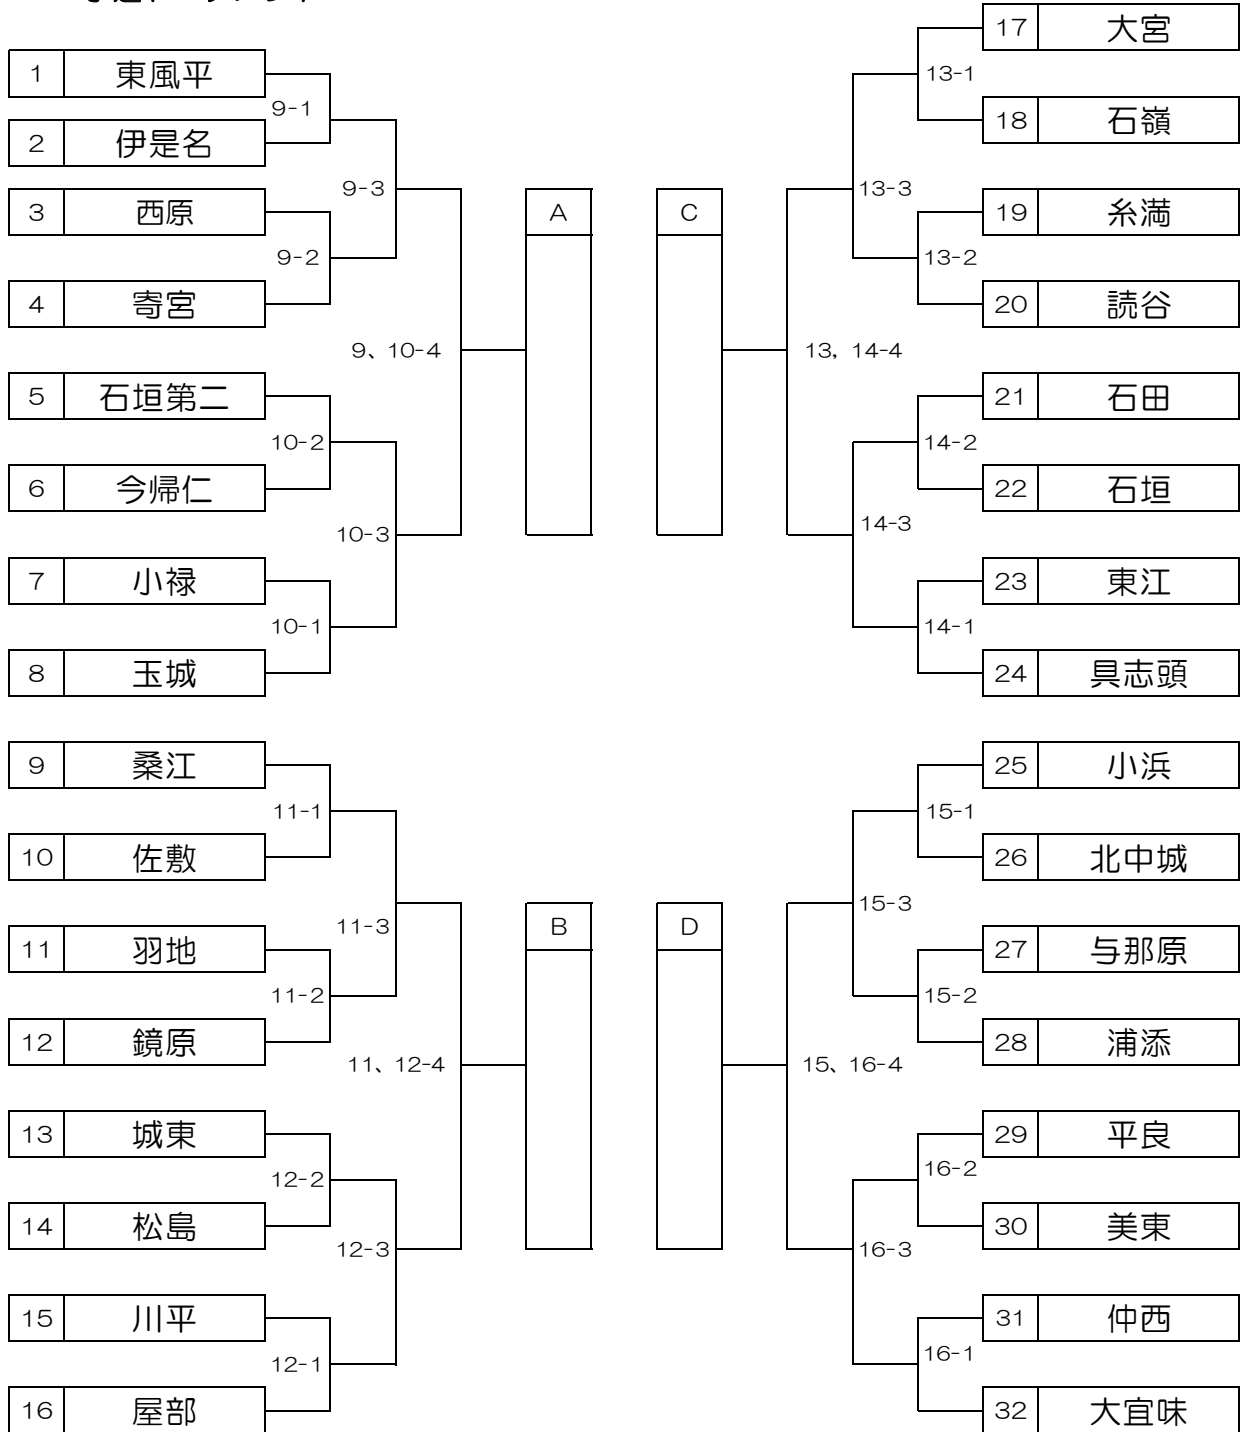 1 東風平
9-1
2 伊是名
9-3
3 西原
9-2
4 寄宮
9、10-4
5 石垣第二
10-2
6 今帰仁
10-3
7 小禄
10-1
8 玉城
9 桑江
11-1
10 佐敷
11-3
11 羽地
11-2
12 鏡原
11、12-4
13 城東
12-2
14 松島
12-3
15 川平
12-1
16 屋部
A
B
C
D
17 大宮
13-1
18 石嶺
13-3
19 糸満
13-2
20 読谷
13，14-4
21 石田
14-2
22 石垣
14-3
23 東江
14-1
24 具志頭
25 小浜
15-1
26 北中城
15-3
27 与那原
15-2
28 浦添
15、16-4
29 平良
16-2
30 美東
16-3
31 仲西
16-1
32 大宜味